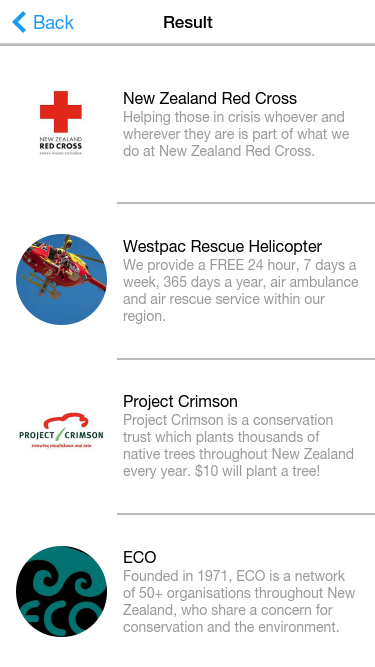 Back
Result
NEW ZEALAND
RED CROSS
New Zealand Red Cross
Helping those in crisis whoever and
wherever they are is part of what we
do at New Zealand Red Cross.
Westpac Rescue Helicopter
We provide a FREE 24 hour, 7 days a
week, 365 days a year, air ambulance
and air rescue service within our
region.
PROJECT CRIMSON
Project Crimson
Project Crimson is a conservation
trust which plants thousands of
native trees throughout New Zealand
every year. $10 will plant a tree!
ECO
ECO
Founded in 1971, ECO is a network
of 50+ organisations throughout New
Zealand, who share a concern for
conservation and the environment.